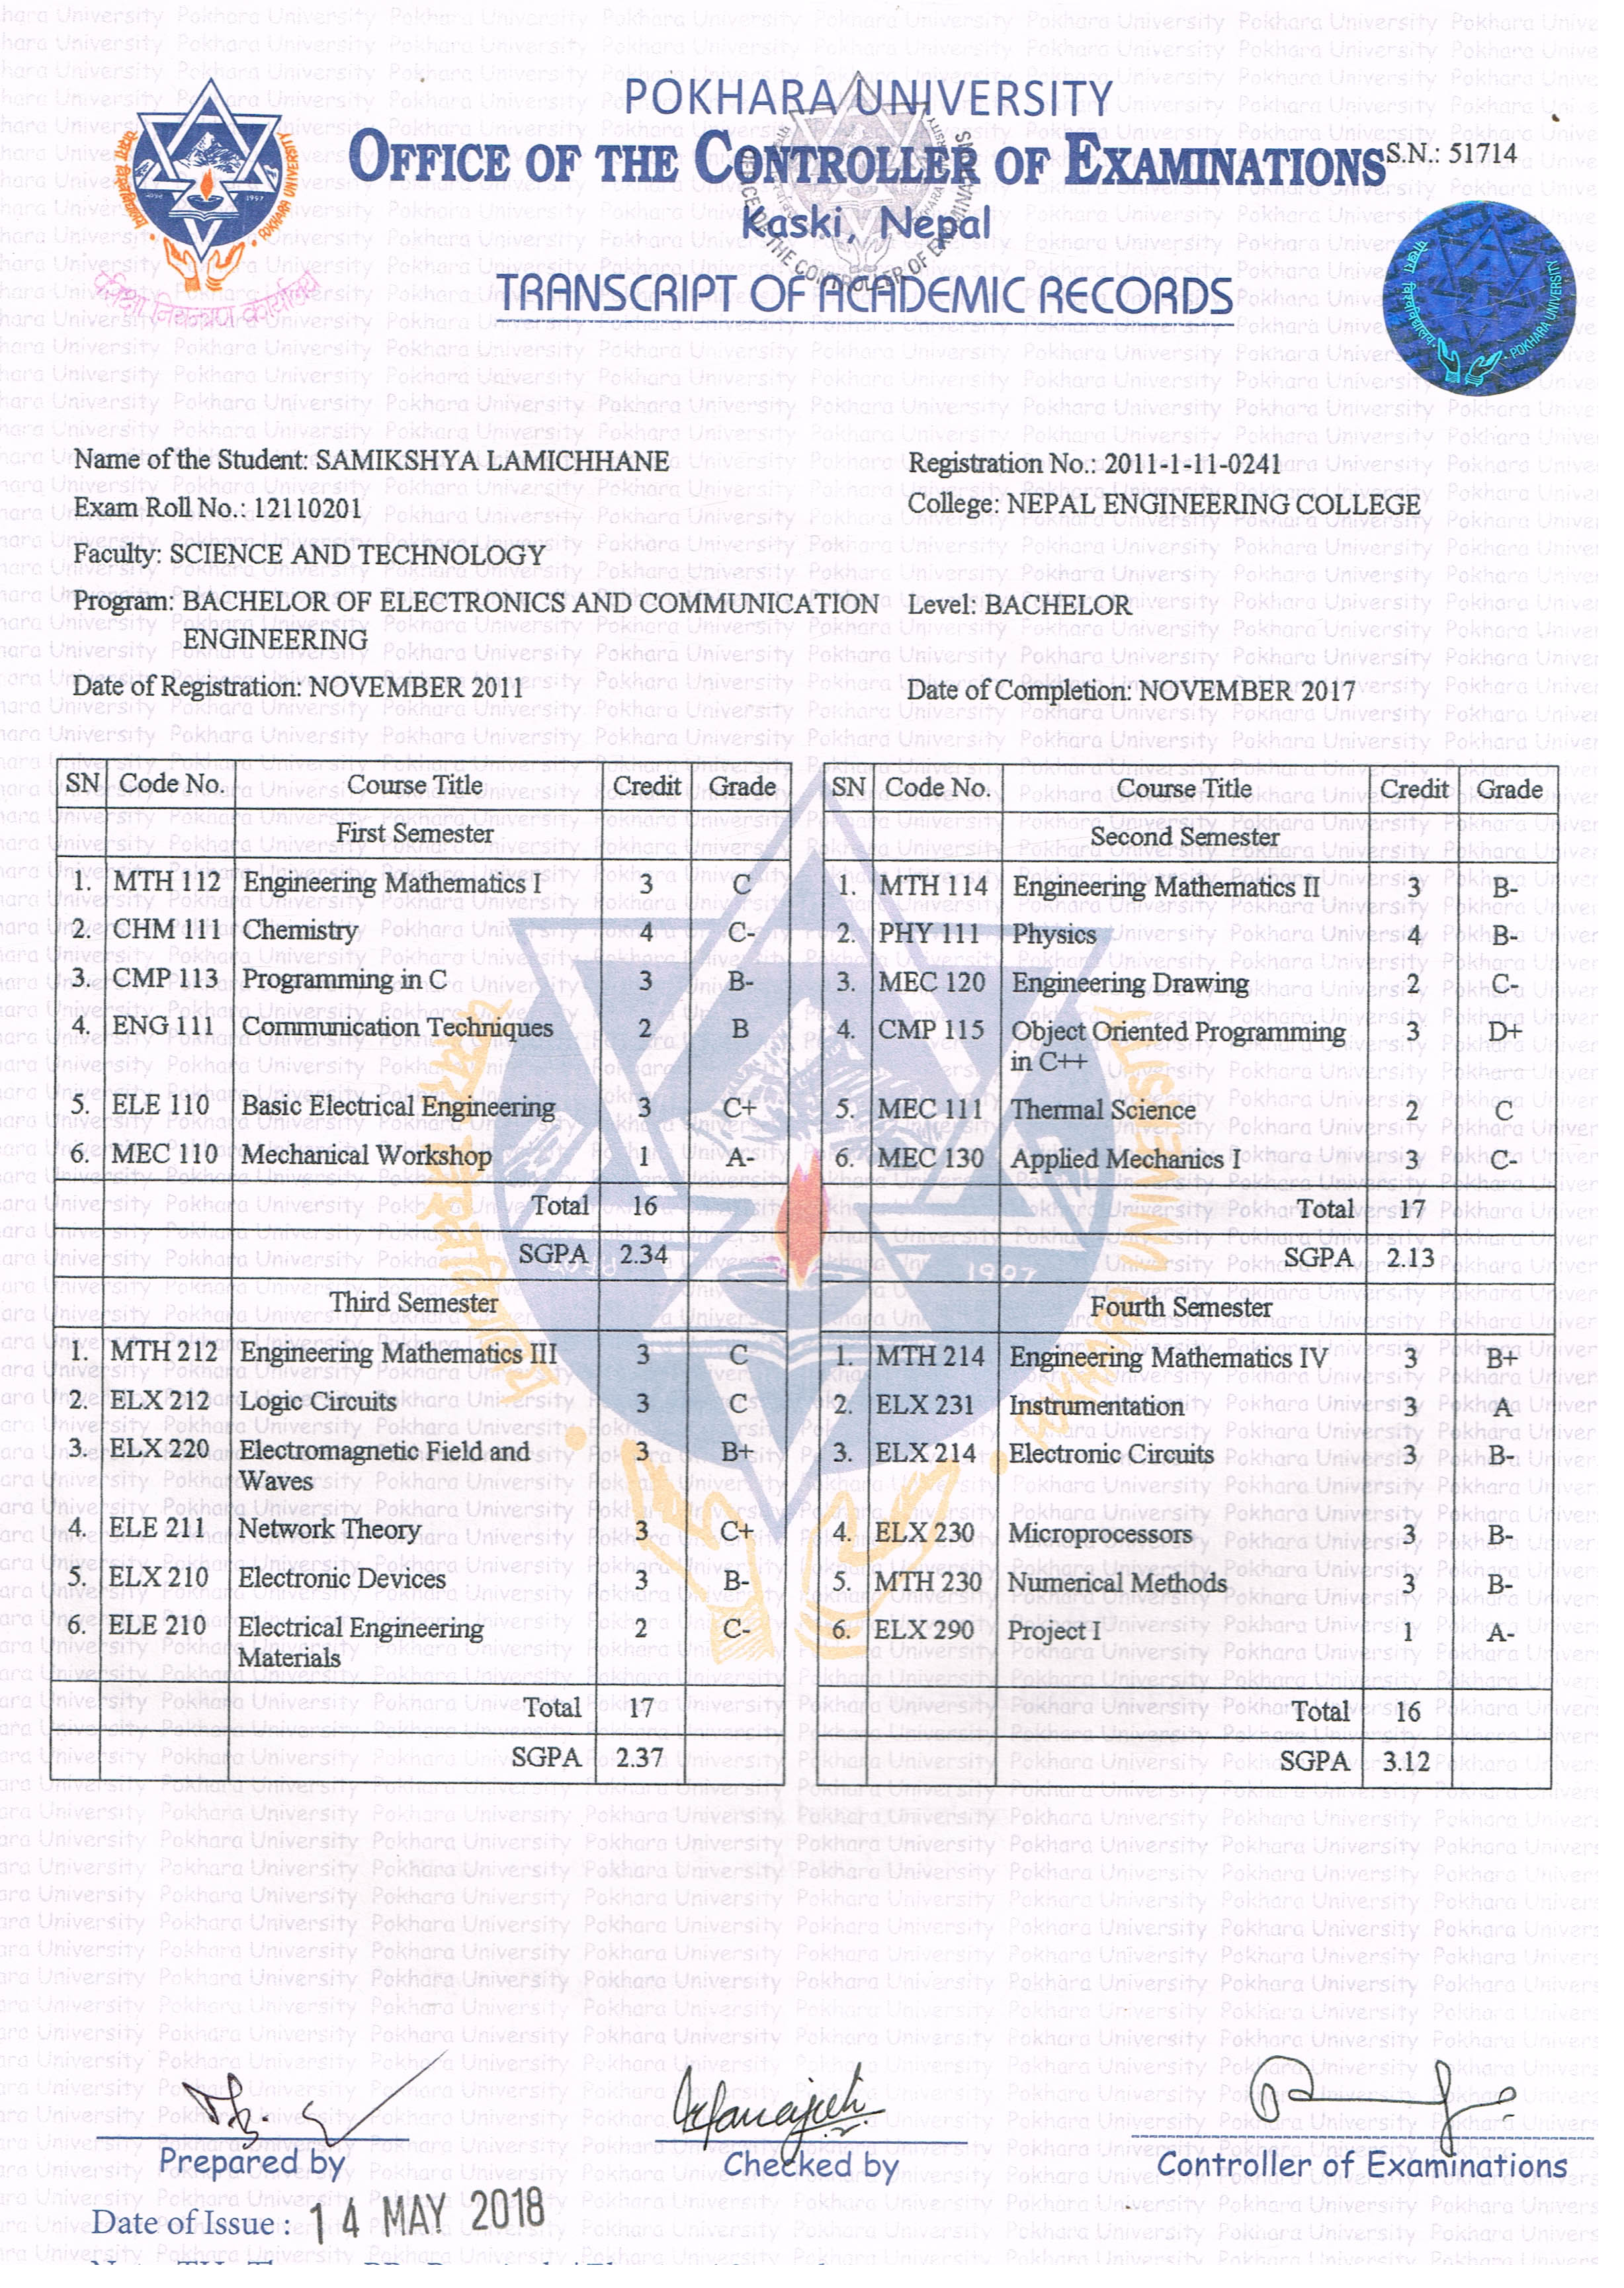 POKHARA UNIVERSITY
OFFICE OF THE CONTROLLER OF EXAMINATIONS
S.N.: 51714
Kaski, Nepal
TRANSCRIPT OF ACADEMIC RECORDS
Name of the Student: SAMIKSHYA LAMICHHANE
Registration No.: 2011-1-11-0241
Exam Roll No.: 12110201
College: NEPAL ENGINEERING COLLEGE
Faculty: SCIENCE AND TECHNOLOGY
Program: BACHELOR OF ELECTRONICS AND COMMUNICATION
ENGINEERING
Level: BACHELOR
Date of Registration: NOVEMBER 2011
Date of Completion: NOVEMBER 2017
SN Code No. Course Title Credit Grade
First Semester
1. MTH 112 Engineering Mathematics I 3 C
2. CHM 111 Chemistry 4 C-
3. CMP 113 Programming in C 3 B-
4. ENG 111 Communication Techniques 2 B
5. ELE 110 Basic Electrical Engineering 3 C+
6. MEC 110 Mechanical Workshop 1 A-
Total 16
SGPA 2.34
Third Semester
1. MTH 212 Engineering Mathematics III 3 C
2. ELX 212 Logic Circuits 3 C
3. ELX 220 Electromagnetic Field and 3 B+
Waves
4. ELE 211 Network Theory 3 C+
5. ELX 210 Electronic Devices 3 B-
6. ELE 210 Electrical Engineering 2 C-
Materials
Total 17
SGPA 2.37
SN Code No. Course Title Credit Grade
Second Semester
1. MTH 114 Engineering Mathematics II 3 B-
2. PHY 111 Physics 4 B-
3. MEC 120 Engineering Drawing 2 C-
4. CMP 115 Object Oriented Programming 3 D+
in C++
5. MEC 111 Thermal Science 2 C
6. MEC 130 Applied Mechanics I 3 C-
Total 17
SGPA 2.13
Fourth Semester
1. MTH 214 Engineering Mathematics IV 3 B+
2. ELX 231 Instrumentation 3 A
3. ELX 214 Electronic Circuits 3 B-
4. ELX 230 Microprocessors 3 B-
5. MTH 230 Numerical Methods 3 B-
6. ELX 290 Project I 1 A-
Total 16
SGPA 3.12
Prepared by
Checked by
Controller of Examinations
Date of Issue : 14 MAY 2018